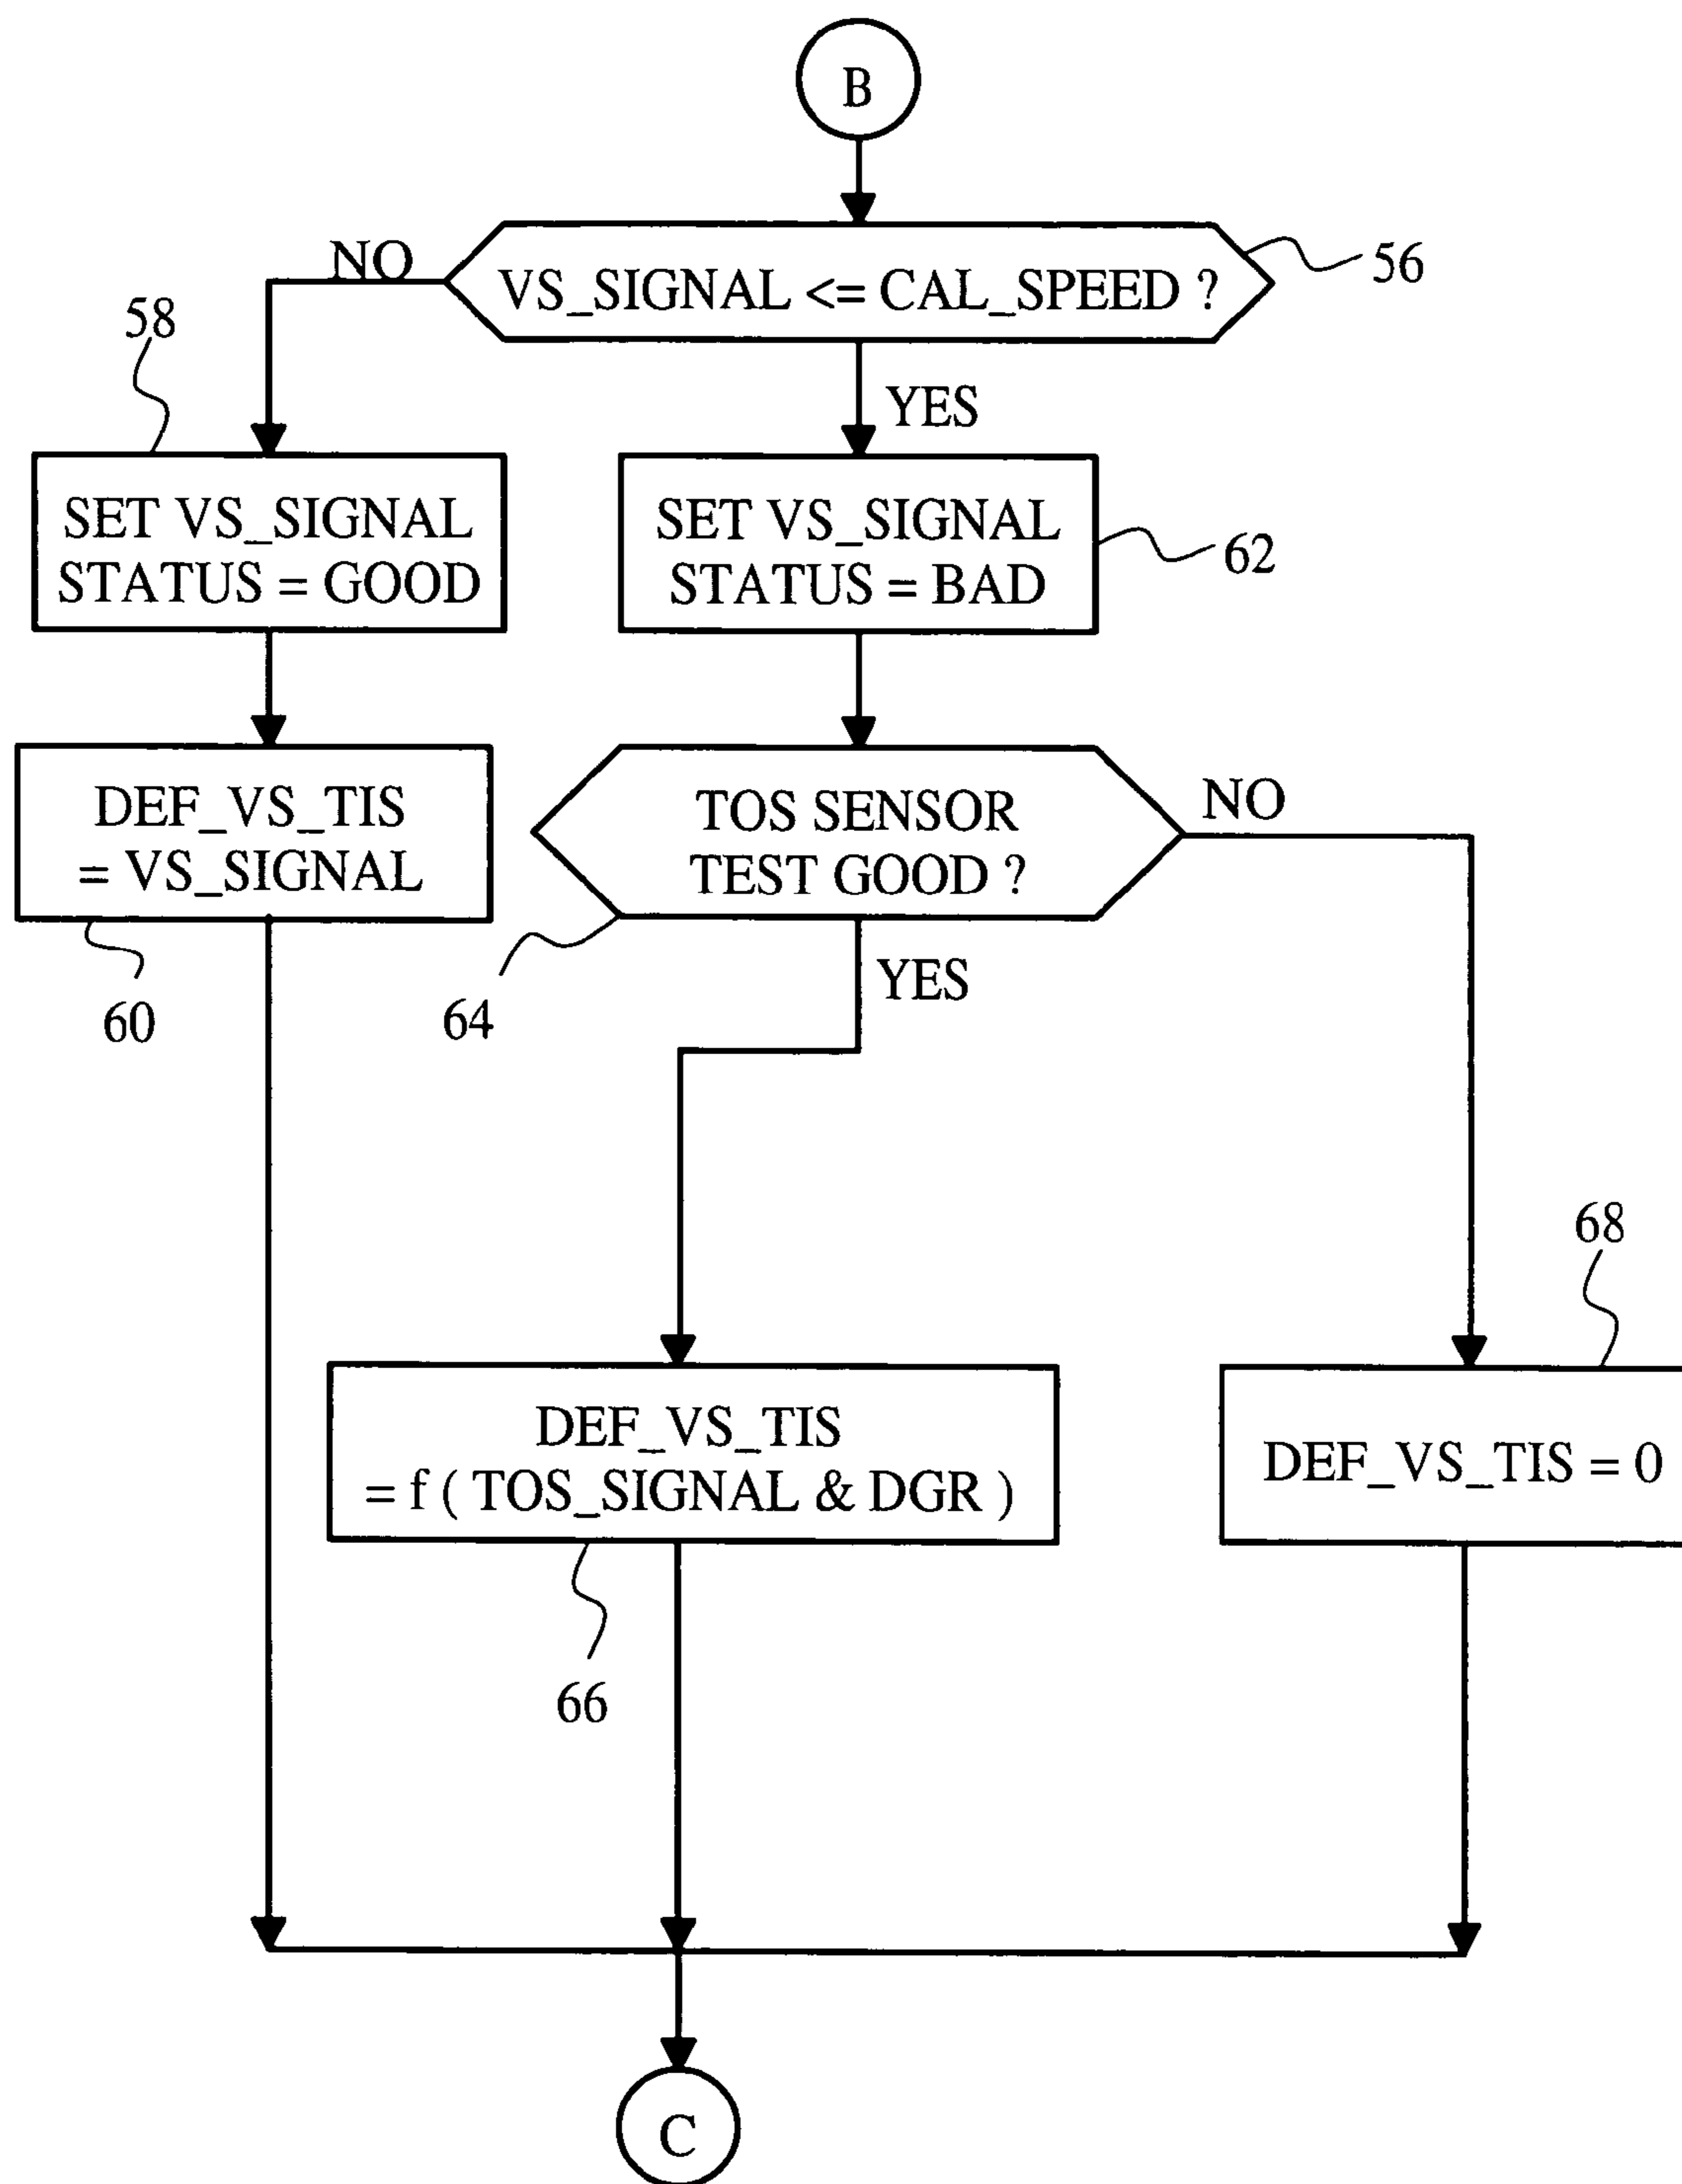 B
NO
VS_SIGNAL <= CAL_SPEED ?
56
58
YES
SET VS_SIGNAL
STATUS = GOOD
SET VS_SIGNAL
STATUS = BAD
62
DEF_VS_TIS
= VS_SIGNAL
TOS SENSOR
TEST GOOD ?
NO
60
64
YES
68
DEF_VS_TIS
= f ( TOS_SIGNAL & DGR )
DEF_VS_TIS = 0
66
C